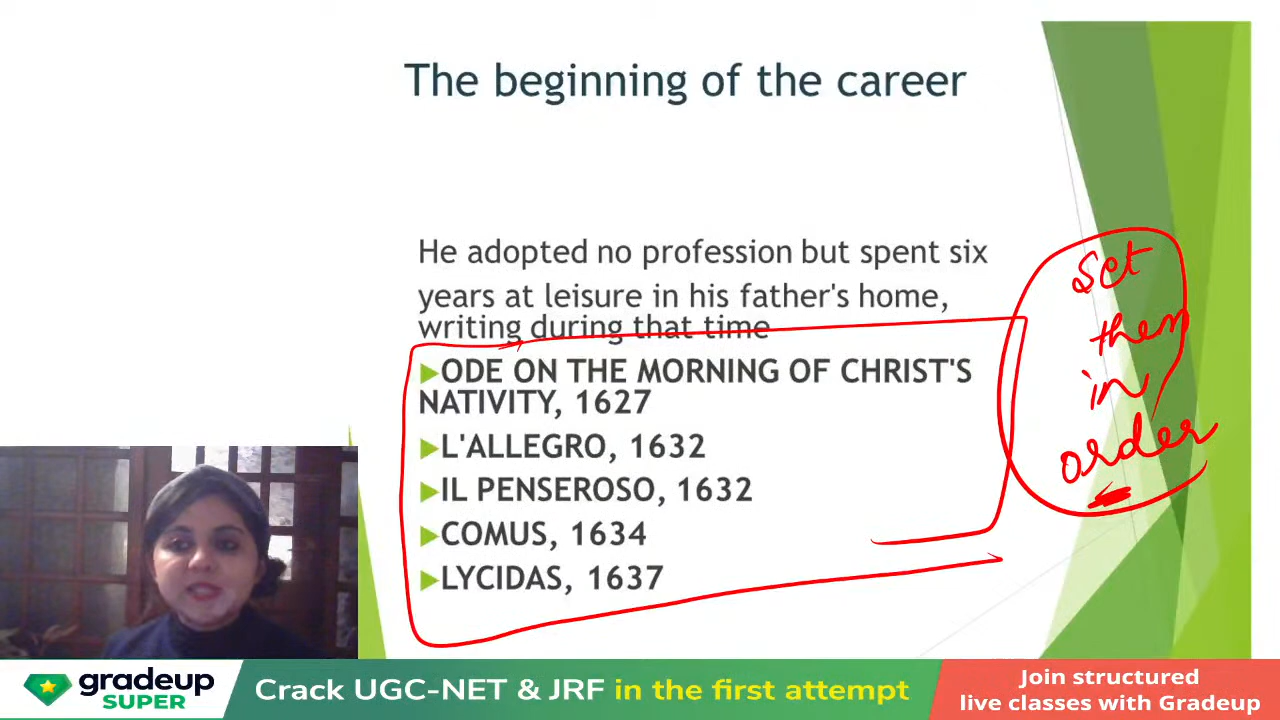 The beginning of the career
He adopted no profession but spent six
years at leisure in his father's home,
writing during that time
ODE ON THE MORNING OF CHRIST'S
NATIVITY, 1627
L'ALLEGRO, 1632
IL PENSEROSO, 1632
COMUS, 1634
LYCIDAS, 1637
Set
them
in
order
gradeup
SUPER
Crack UGC-NET & JRF in the first attempt
Join structured
live classes with Gradeup